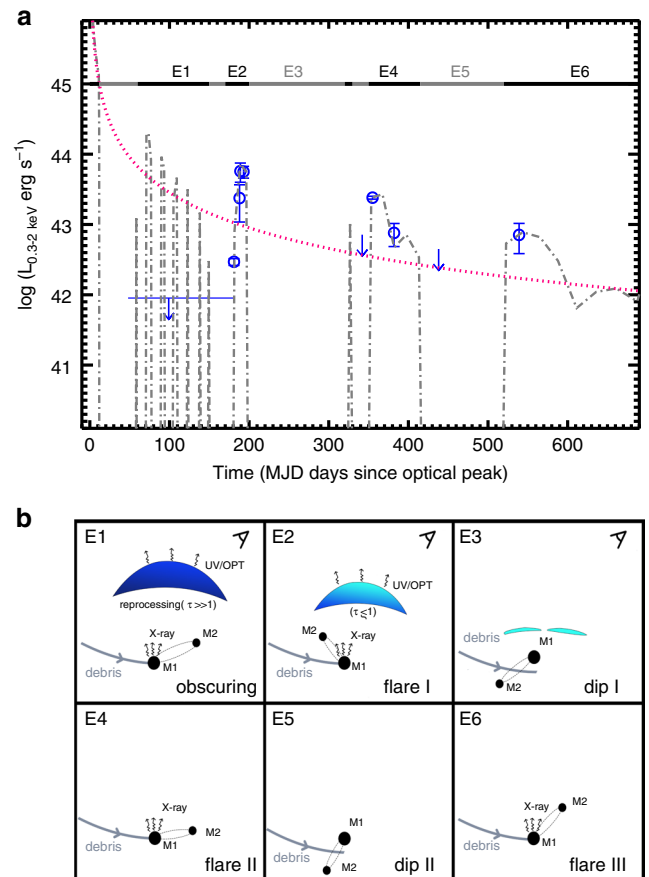 a
E1 E2 E3 E4 E5 E6
45
44
43
42
41
log (L0.3-2 keV erg s−1)
0 100 200 300 400 500 600
Time (MJD days since optical peak)
b
E1
UV/OPT
reprocessing( τ >>1)
X-ray
M2
debris
M1
obscuring
E2
UV/OPT
(τ≤1)
M2
X-ray
debris
M1
flare I
E3
M1
debris
M2
dip I
E4
X-ray
M2
debris
M1
flare II
E5
M1
debris
M2
dip II
E6
X-ray
M2
debris
M1
flare III